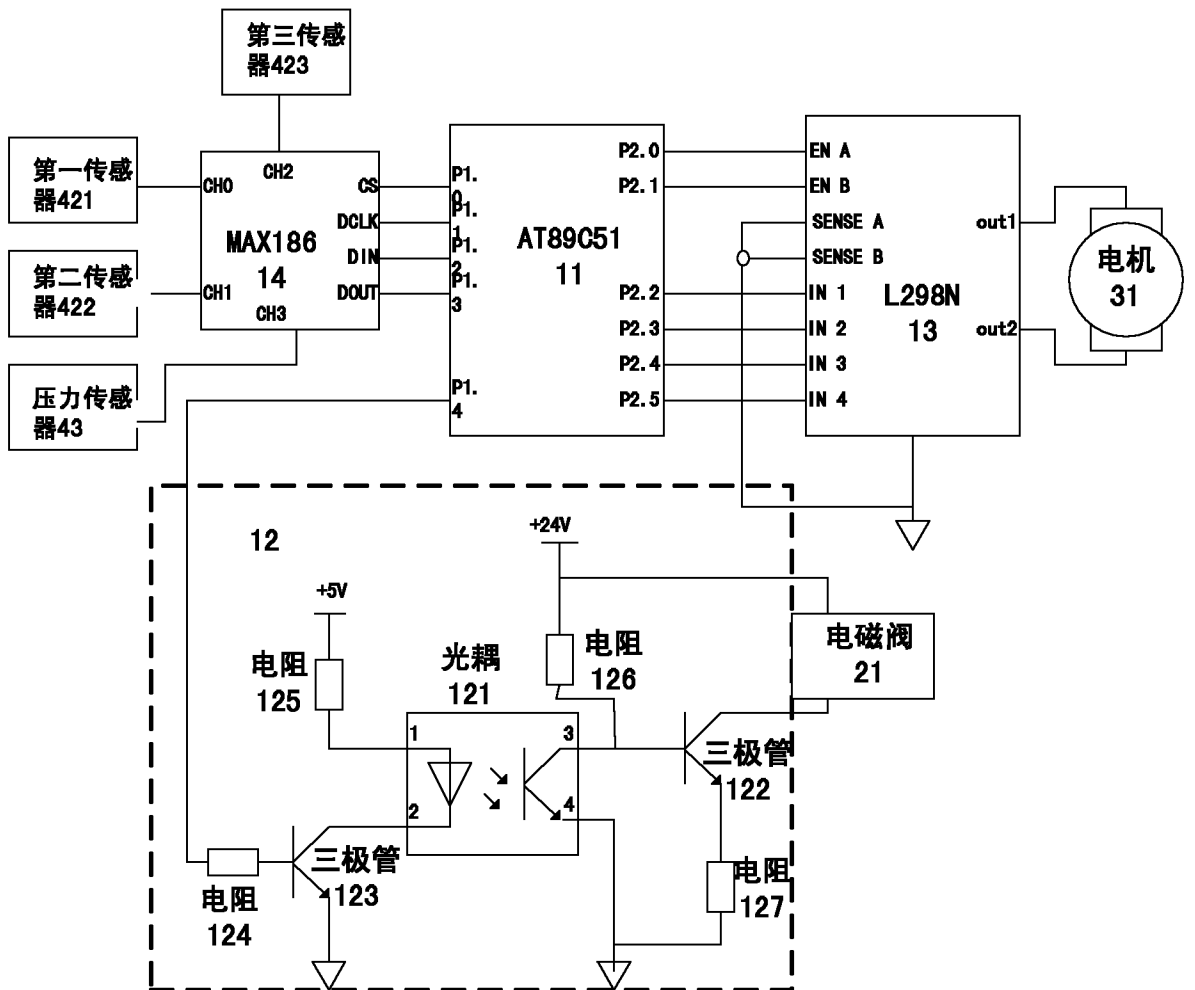 第三传感
器423
第一传感
器421
第二传感
器422
压力传感
器43
CH2
CH0
CS
DCLK
MAX186
14
DIN
CH1
DOUT
CH3
P1.
0
P1.
1
P1.
2
P1.
3
P1.
4
AT89C51
11
P2.0
P2.1
P2.2
P2.3
P2.4
P2.5
EN A
EN B
SENSE A
SENSE B
IN 1
IN 2
IN 3
IN 4
L298N
13
out1
out2
电机
31
12
+5V
电阻
125
光耦
121
+24V
电阻
126
电磁阀
21
1
2
3
4
三极管
122
三极管
123
电阻
124
电阻
127